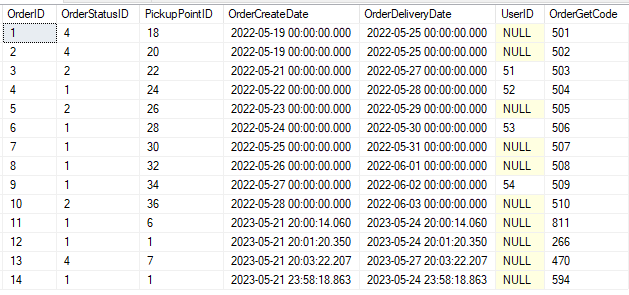 OrderID OrderStatusID PickupPointID OrderCreateDate OrderDeliveryDate UserID OrderGetCode
1 4 18 2022-05-19 00:00:00.000 2022-05-25 00:00:00.000 NULL 501
2 4 20 2022-05-19 00:00:00.000 2022-05-25 00:00:00.000 NULL 502
3 2 22 2022-05-21 00:00:00.000 2022-05-27 00:00:00.000 51 503
4 1 24 2022-05-22 00:00:00.000 2022-05-28 00:00:00.000 52 504
5 2 26 2022-05-23 00:00:00.000 2022-05-29 00:00:00.000 NULL 505
6 1 28 2022-05-24 00:00:00.000 2022-05-30 00:00:00.000 53 506
7 1 30 2022-05-25 00:00:00.000 2022-05-31 00:00:00.000 NULL 507
8 1 32 2022-05-26 00:00:00.000 2022-06-01 00:00:00.000 NULL 508
9 1 34 2022-05-27 00:00:00.000 2022-06-02 00:00:00.000 54 509
10 2 36 2022-05-28 00:00:00.000 2022-06-03 00:00:00.000 NULL 510
11 1 6 2023-05-21 20:00:14.060 2023-05-24 20:00:14.060 NULL 811
12 1 1 2023-05-21 20:01:20.350 2023-05-24 20:01:20.350 NULL 266
13 4 7 2023-05-21 20:03:22.207 2023-05-27 20:03:22.207 NULL 470
14 1 1 2023-05-21 23:58:18.863 2023-05-24 23:58:18.863 NULL 594